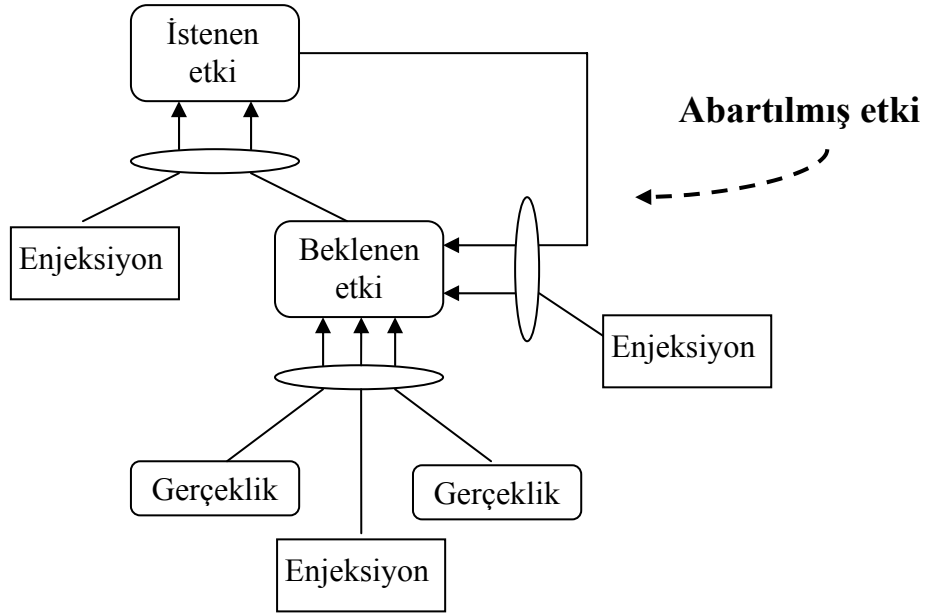 İstenen
etki
Abartılmış etki
Enjeksiyon
Beklenen
etki
Enjeksiyon
Gerçeklik
Gerçeklik
Enjeksiyon